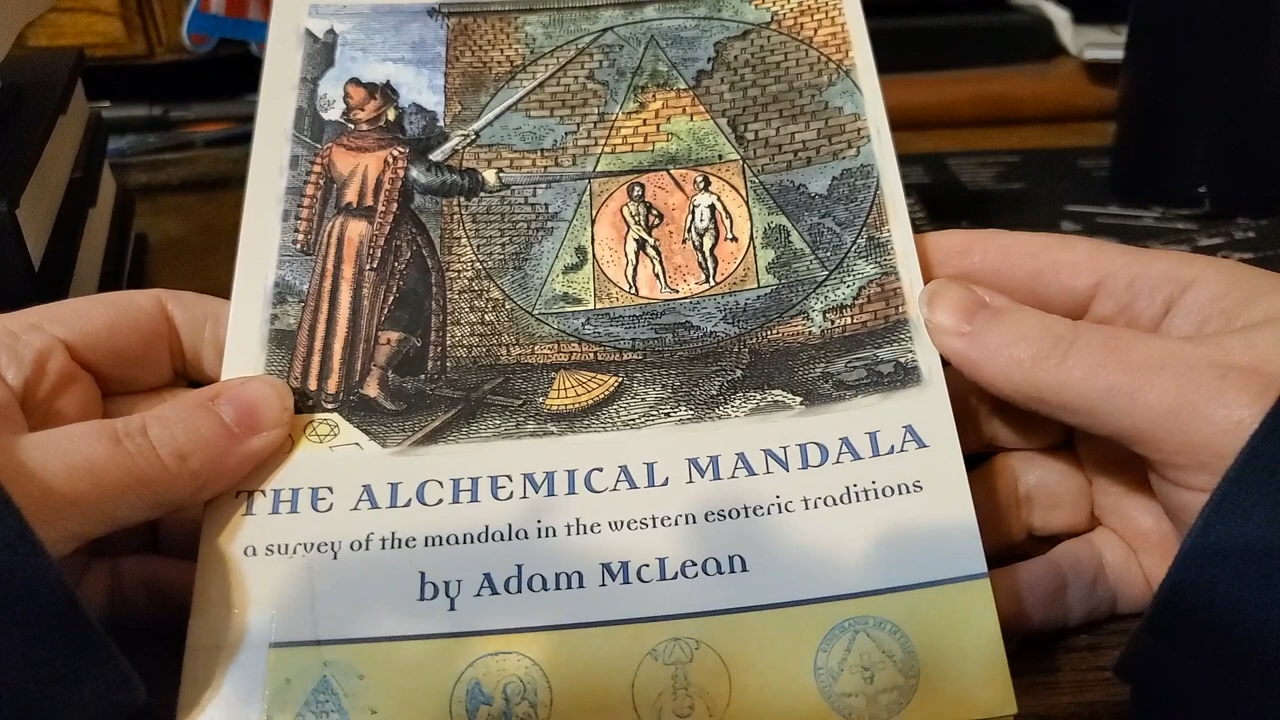 THE ALCHEMICAL MANDALA
a survey of the mandala in the western esoteric traditions
by Adam McLean